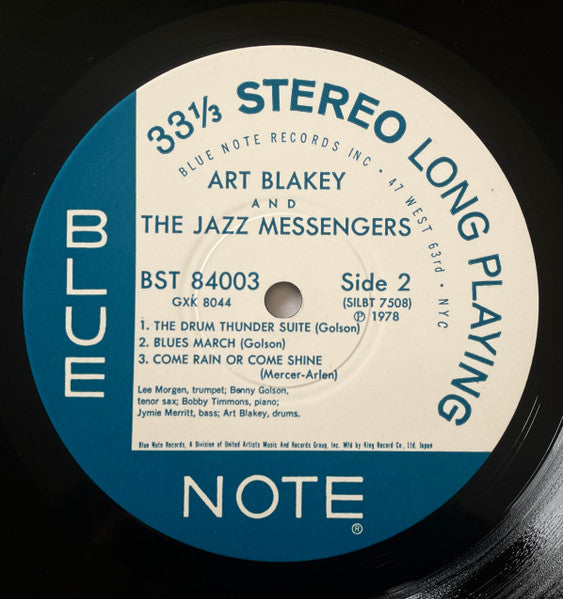 33⅓ STEREO LONG PLAYING
BLUE NOTE RECORDS INC • 47 WEST 63rd • NYC
ART BLAKEY
AND
THE JAZZ MESSENGERS
BST 84003 Side 2
GXK 8044 (SILBT 7508)
℗ 1978
1. THE DRUM THUNDER SUITE (Golson)
2. BLUES MARCH (Golson)
3. COME RAIN OR COME SHINE
(Mercer-Arlen)
Lee Morgen, trumpet; Benny Golson,
tenor sax; Bobby Timmons, piano;
Jymie Merritt, bass; Art Blakey, drums.
Blue Note Records, A Division of United Artists Music And Records Group, Inc. Mfd by King Record Co., Ltd. Japan
BLUE
NOTE®